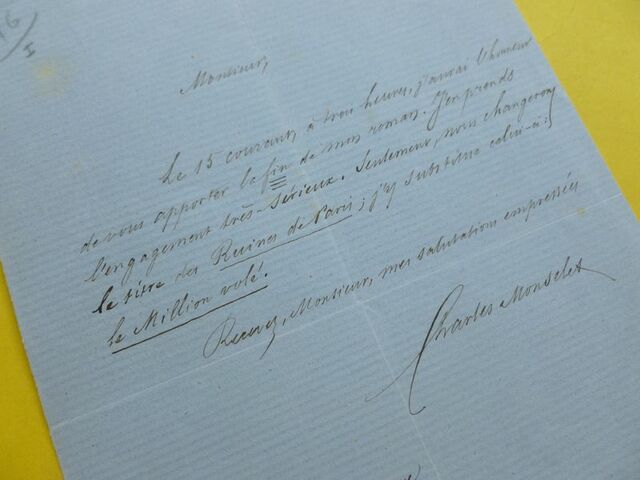 Monsieur,
Le 15 courant, à trois heures, j'aurai l'honneur
de vous apporter la fin de mon roman. J'en prends
l'engagement très-sérieux. Seulement, nous changerons
le titre des Ruines de Paris; j'y substitue celui-ci:
le Million volé.
Recevez, Monsieur, mes salutations empressées
Charles Monselet